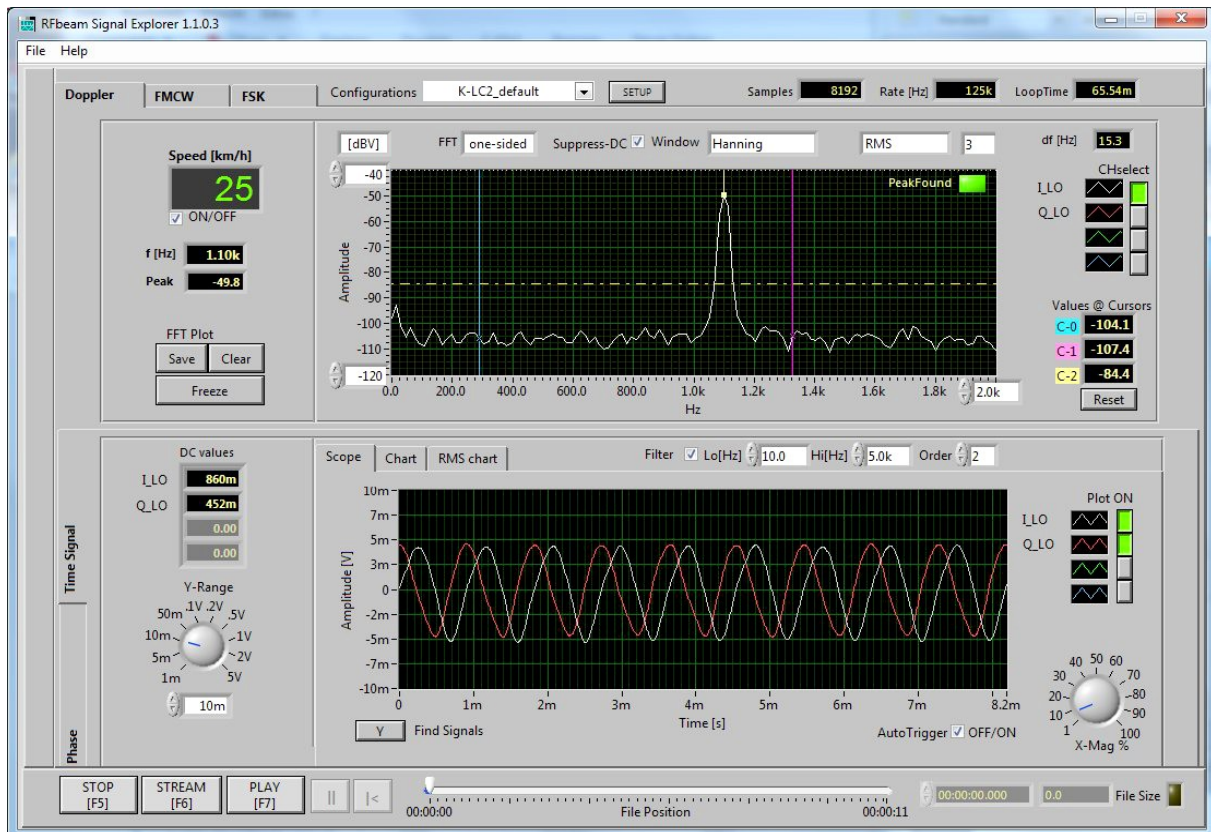 RFbeam Signal Explorer 1.1.0.3
File Help
Doppler FMCW FSK
Configurations K-LC2_default SETUP Samples 8192 Rate [Hz] 125k LoopTime 65.54m
Speed [km/h]
25
ON/OFF
f [Hz] 1.10k
Peak -49.8
FFT Plot
Save Clear
Freeze
[dBV] FFT one-sided Suppress-DC Window Hanning RMS 3 df [Hz] 15.3
PeakFound
Amplitude
-40
-50
-60
-70
-80
-90
-100
-110
-120
0.0 200.0 400.0 600.0 800.0 1.0k 1.2k 1.4k 1.6k 1.8k 2.0k
Hz
CHselect
I_LO
Q_LO
Values @ Cursors
C-0 -104.1
C-1 -107.4
C-2 -84.4
Reset
Time Signal
Phase
DC values
I_LO 860m
Q_LO 452m
0.00
0.00
Y-Range
1m 5m 10m 50m .1V .2V .5V 1V 2V 5V
10m
Scope Chart RMS chart
Filter Lo[Hz] 10.0 Hi[Hz] 5.0k Order 2
Amplitude [V]
10m
7m
5m
3m
0
-2m
-5m
-7m
-10m
0 1m 2m 3m 4m 5m 6m 7m 8.2m
Time [s]
Y Find Signals
AutoTrigger OFF/ON
Plot ON
I_LO
Q_LO
1 10 20 30 40 50 60 70 80 90 100
X-Mag %
STOP [F5]
STREAM [F6]
PLAY [F7]
|| |<
00:00:00 File Position 00:00:11
00:00:00.000 0.0 File Size